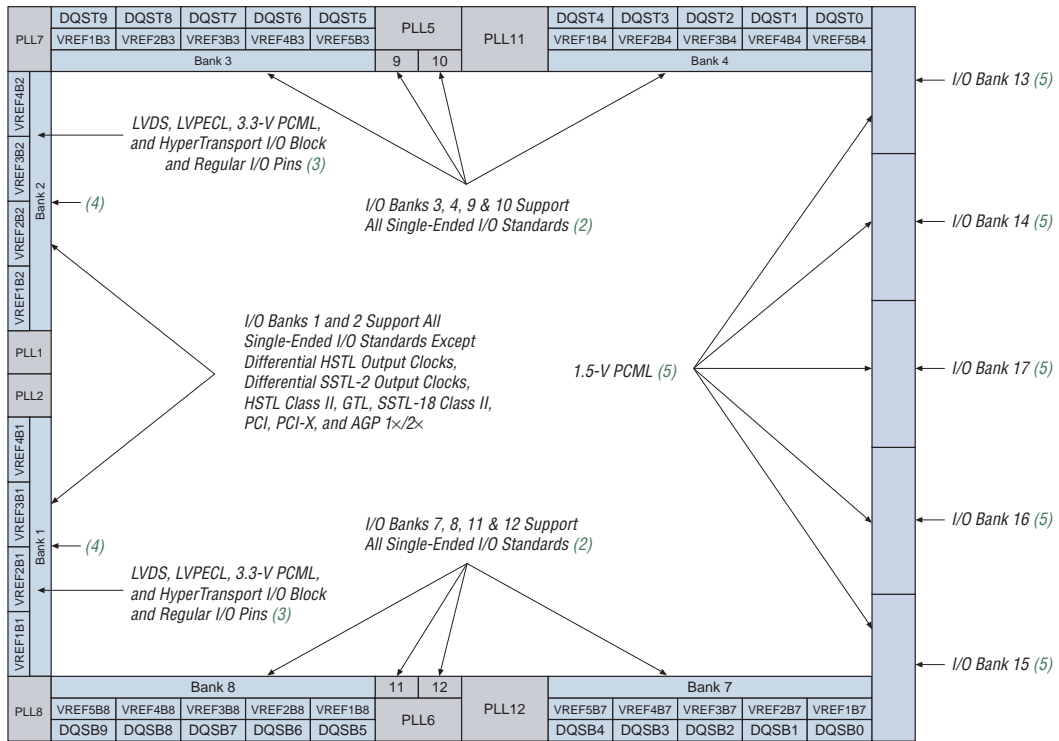 DQST9 DQST8 DQST7 DQST6 DQST5
PLL7
VREF1B3 VREF2B3 VREF3B3 VREF4B3 VREF5B3
Bank 3
PLL5
9 10
PLL11
DQST4 DQST3 DQST2 DQST1 DQST0
VREF1B4 VREF2B4 VREF3B4 VREF4B4 VREF5B4
Bank 4
VREF4B2
VREF3B2
VREF2B2
VREF1B2
Bank 2
LVDS, LVPECL, 3.3-V PCML,
and HyperTransport I/O Block
and Regular I/O Pins (3)
(4)
I/O Banks 3, 4, 9 & 10 Support
All Single-Ended I/O Standards (2)
I/O Bank 13 (5)
I/O Bank 14 (5)
PLL1
PLL2
I/O Banks 1 and 2 Support All
Single-Ended I/O Standards Except
Differential HSTL Output Clocks,
Differential SSTL-2 Output Clocks,
HSTL Class II, GTL, SSTL-18 Class II,
PCI, PCI-X, and AGP 1×/2×
1.5-V PCML (5)
I/O Bank 17 (5)
VREF4B1
VREF3B1
VREF2B1
VREF1B1
Bank 1
(4)
LVDS, LVPECL, 3.3-V PCML,
and HyperTransport I/O Block
and Regular I/O Pins (3)
I/O Banks 7, 8, 11 & 12 Support
All Single-Ended I/O Standards (2)
I/O Bank 16 (5)
I/O Bank 15 (5)
PLL8
Bank 8
VREF5B8 VREF4B8 VREF3B8 VREF2B8 VREF1B8
DQSB9 DQSB8 DQSB7 DQSB6 DQSB5
11 12
PLL6
PLL12
Bank 7
VREF5B7 VREF4B7 VREF3B7 VREF2B7 VREF1B7
DQSB4 DQSB3 DQSB2 DQSB1 DQSB0